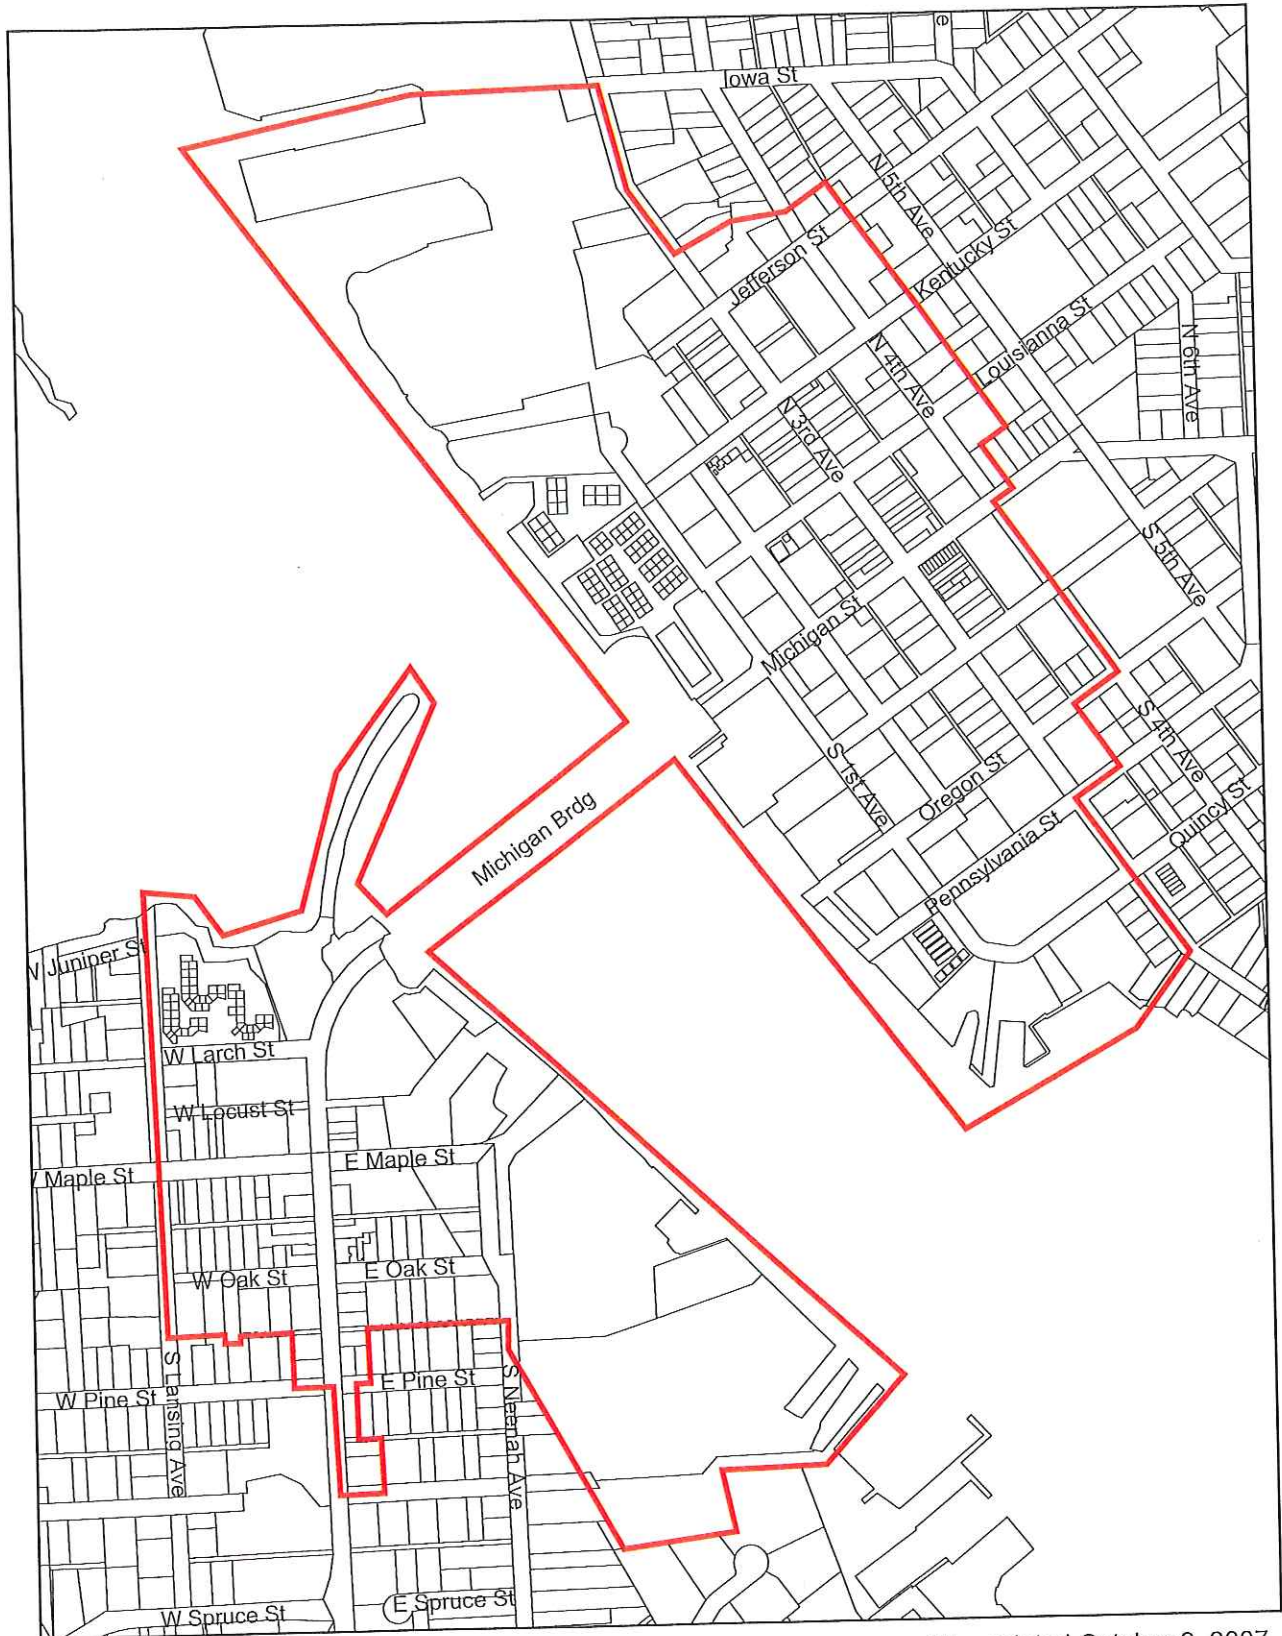 e
Iowa St
N 5th Ave
Jefferson St
Kentucky St
Louisianna St
N 4th Ave
N 6th Ave
N 3rd Ave
S 5th Ave
Michigan St
S 4th Ave
S 1st Ave
Oregon St
Quincy St
Michigan Brdg
Pennsylvania St
W Juniper St
W Larch St
W Locust St
E Maple St
Maple St
W Oak St
E Oak St
S Lansing Ave
E Pine St
W Pine St
S Neenah Ave
E Spruce St
W Spruce St
October 9, 2007